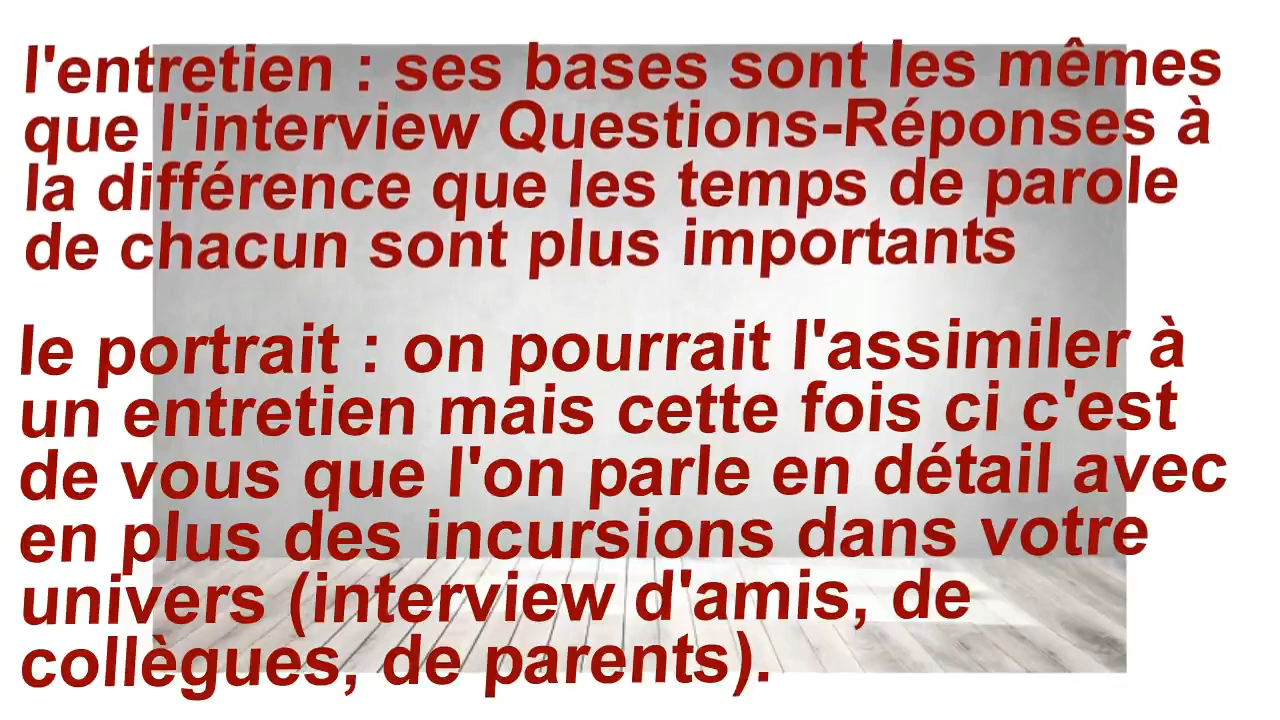 l'entretien : ses bases sont les mêmes
que l'interview Questions-Réponses à
la différence que les temps de parole
de chacun sont plus importants
le portrait : on pourrait l'assimiler à
un entretien mais cette fois ci c'est
de vous que l'on parle en détail avec
en plus des incursions dans votre
univers (interview d'amis, de
collègues, de parents).